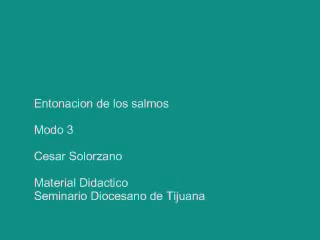 Entonacion de los salmos
Modo 3
Cesar Solorzano
Material Didactico
Seminario Diocesano de Tijuana